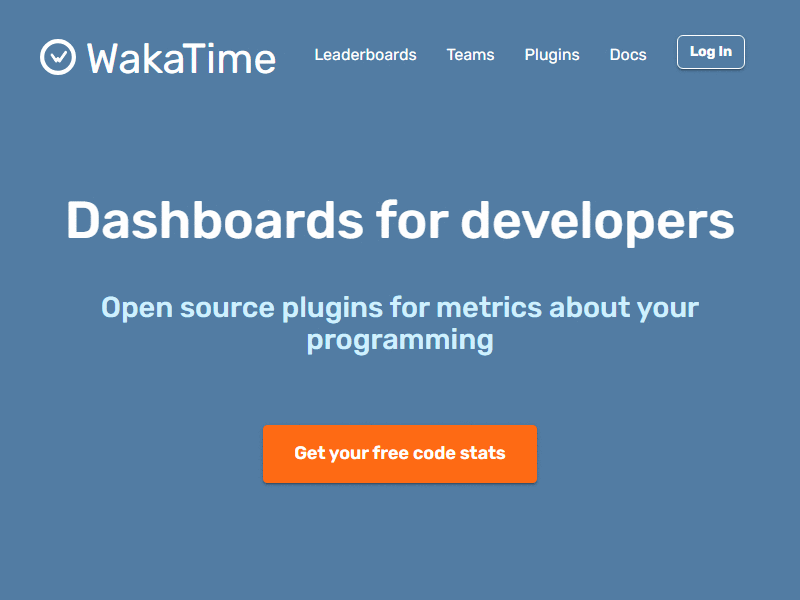 WakaTime
Leaderboards
Teams
Plugins
Docs
Log In
Dashboards for developers
Open source plugins for metrics about your
programming
Get your free code stats